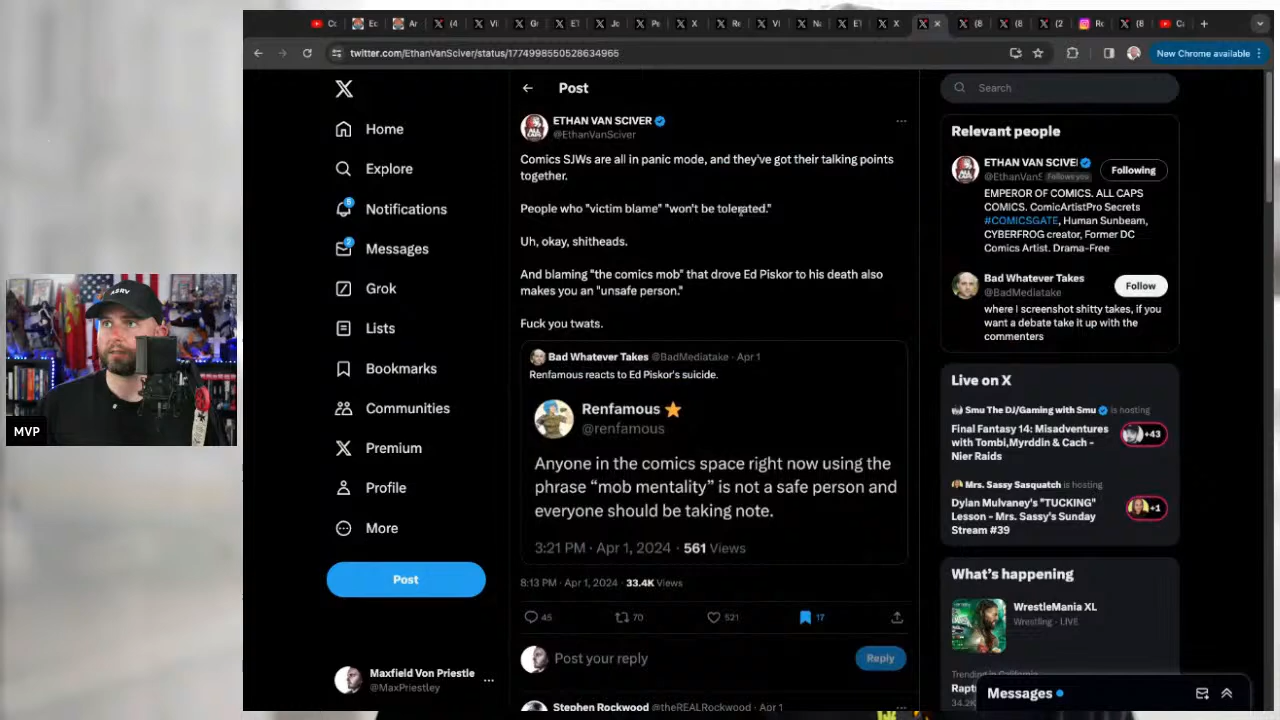 twitter.com/EthanVanSciver/status/1774998550528634965
New Chrome available
Home
Explore
Notifications
Messages
Grok
Lists
Bookmarks
Communities
Premium
Profile
More
Post
Maxfield Von Priestle
@MaxPriestley
Post
ETHAN VAN SCIVER
@EthanVanSciver
Comics SJWs are all in panic mode, and they've got their talking points
together.
People who "victim blame" "won't be tolerated."
Uh, okay, shitheads.
And blaming "the comics mob" that drove Ed Piskor to his death also
makes you an "unsafe person."
Fuck you twats.
Bad Whatever Takes @BadMediatake · Apr 1
Renfamous reacts to Ed Piskor's suicide.
Renfamous
@renfamous
Anyone in the comics space right now using the
phrase “mob mentality” is not a safe person and
everyone should be taking note.
3:21 PM · Apr 1, 2024 · 561 Views
8:13 PM · Apr 1, 2024 · 33.4K Views
45
70
521
17
Post your reply
Reply
Stephen Rockwood @theREALRockwood · Apr 1
Search
Relevant people
ETHAN VAN SCIVE
Following
@EthanVanS Follows you
EMPEROR OF COMICS. ALL CAPS
COMICS. ComicArtistPro Secrets
#COMICSGATE, Human Sunbeam,
CYBERFROG creator, Former DC
Comics Artist. Drama-Free
Bad Whatever Takes
@BadMediatake
Follow
where I screenshot shitty takes, if you
want a debate take it up with the
commenters
Live on X
Smu The DJ/Gaming with Smu is hosting
Final Fantasy 14: Misadventures
with Tombi,Myrddin & Cach -
Nier Raids
+43
Mrs. Sassy Sasquatch is hosting
Dylan Mulvaney's "TUCKING"
Lesson - Mrs. Sassy's Sunday
Stream #39
+1
What's happening
WrestleMania XL
Wrestling · LIVE
Trending in California
Rapt
34.2K
Messages
MVP